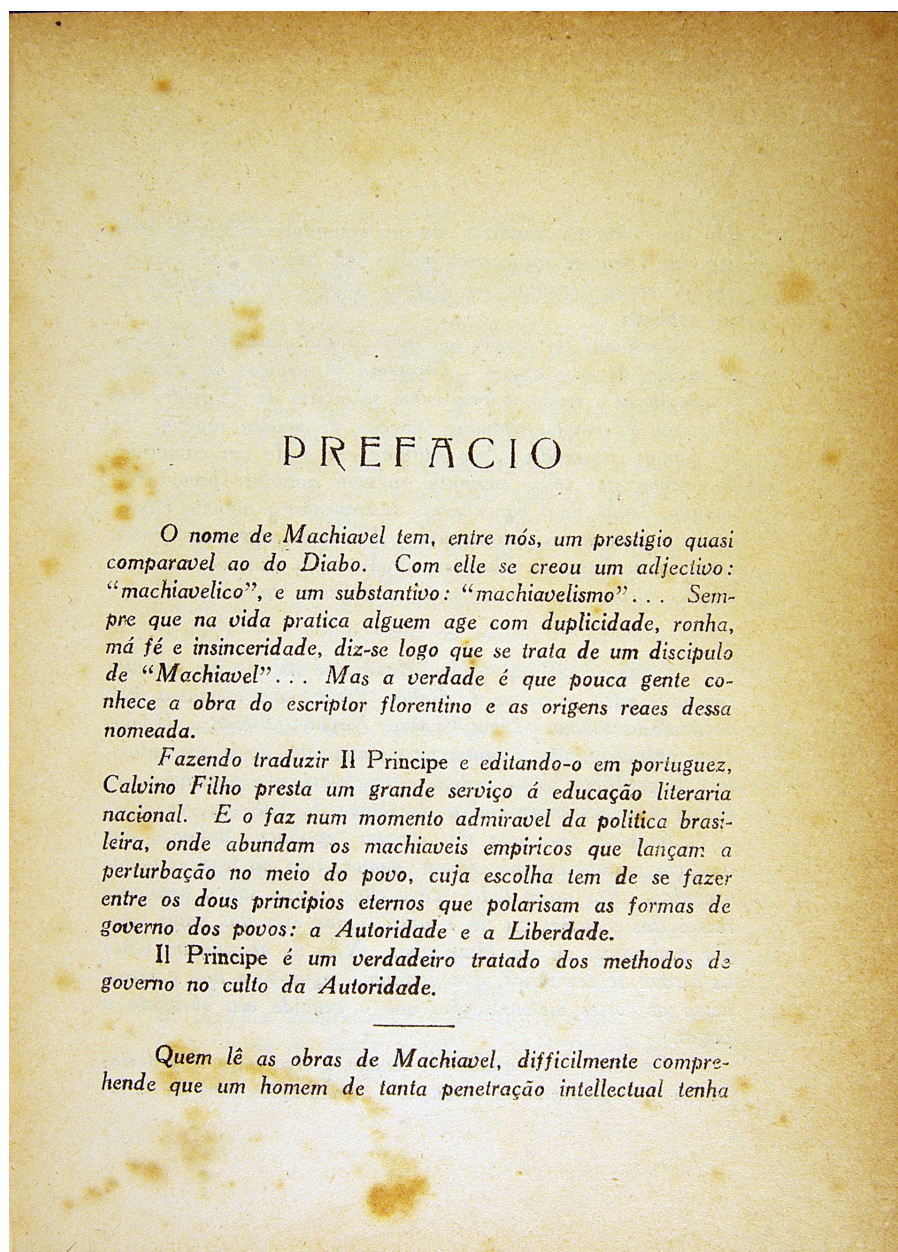 PREFACIO
O nome de Machiavel tem, entre nós, um prestigio quasi
comparavel ao do Diabo. Com elle se creou um adjectivo:
“machiavelico”, e um substantivo: “machiavelismo”... Sem-
pre que na vida pratica alguem age com duplicidade, ronha,
má fé e insinceridade, diz-se logo que se trata de um discipulo
de “Machiavel”... Mas a verdade é que pouca gente co-
nhece a obra do escriptor florentino e as origens reaes dessa
nomeada.
Fazendo traduzir Il Principe e editando-o em portuguez,
Calvino Filho presta um grande serviço á educação literaria
nacional. E o faz num momento admiravel da politica brasi-
leira, onde abundam os machiaveis empiricos que lançam a
perturbação no meio do povo, cuja escolha tem de se fazer
entre os dous principios eternos que polarisam as formas de
governo dos povos: a Autoridade e a Liberdade.
Il Principe é um verdadeiro tratado dos methodos de
governo no culto da Autoridade.
Quem lê as obras de Machiavel, difficilmente compre-
hende que um homem de tanta penetração intellectual tenha